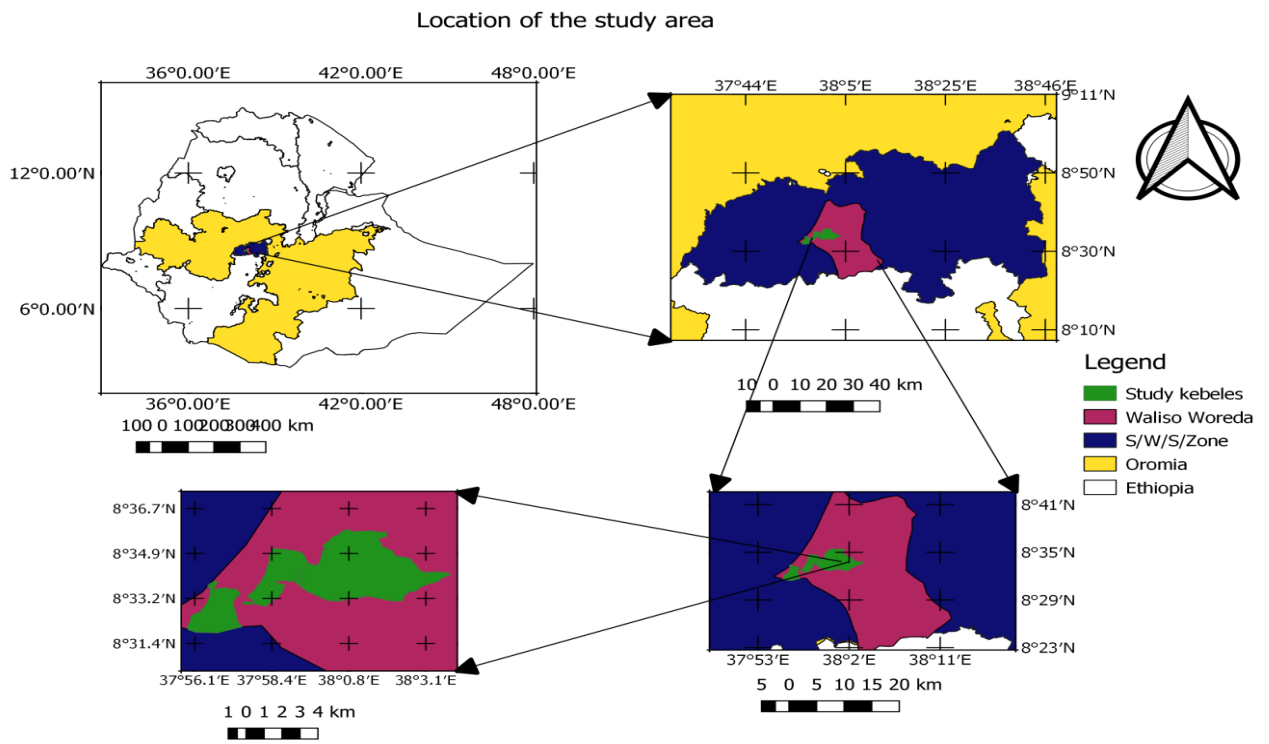 Location of the study area
36°0.00′E 42°0.00′E 48°0.00′E
12°0.00′N
6°0.00′N
36°0.00′E 42°0.00′E 48°0.00′E
100 0 100200300400 km
37°44′E 38°5′E 38°25′E 38°46′E
9°11′N
8°50′N
8°30′N
8°10′N
10 0 10 20 30 40 km
Legend
Study kebeles
Waliso Woreda
S/W/S/Zone
Oromia
Ethiopia
8°36.7′N
8°34.9′N
8°33.2′N
8°31.4′N
37°56.1′E 37°58.4′E 38°0.8′E 38°3.1′E
1 0 1 2 3 4 km
8°41′N
8°35′N
8°29′N
8°23′N
37°53′E 38°2′E 38°11′E
5 0 5 10 15 20 km